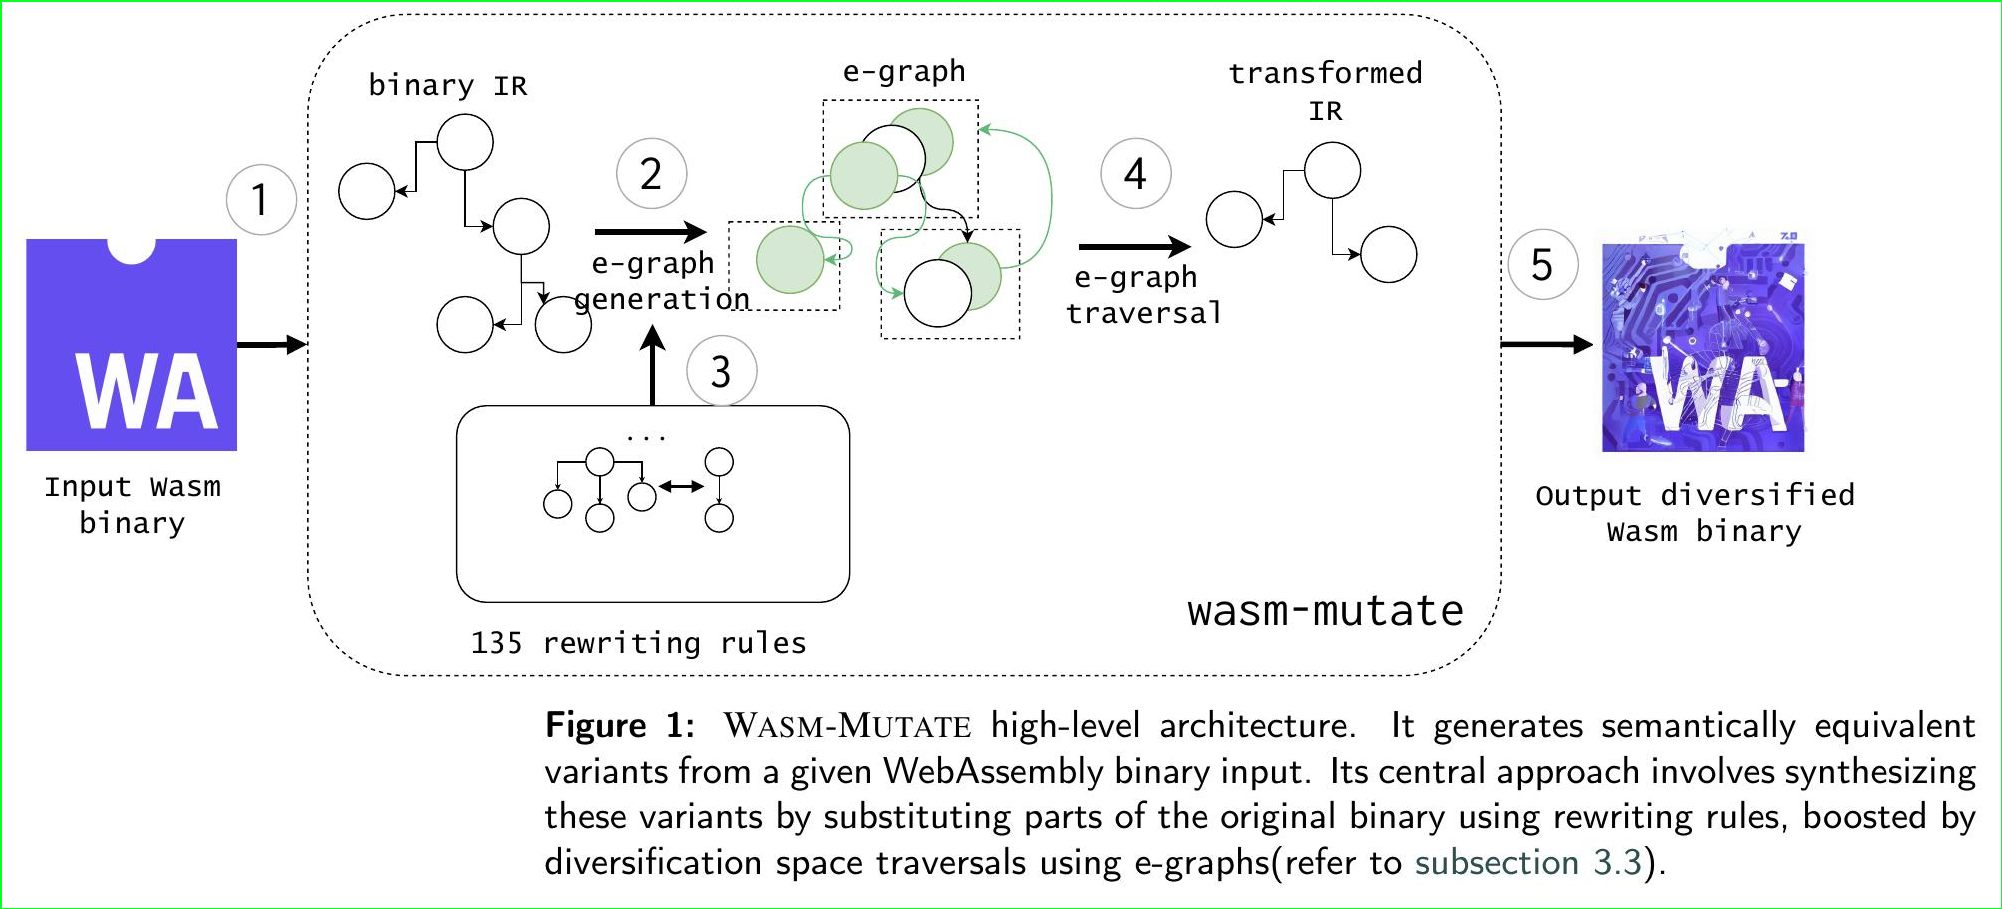 binary IR
e-graph
transformed
IR
1
2
4
5
e-graph
generation
e-graph
traversal
3
WA
WA
...
Input Wasm
binary
Output diversified
Wasm binary
wasm-mutate
135 rewriting rules
Figure 1: WASM-MUTATE high-level architecture. It generates semantically equivalent
variants from a given WebAssembly binary input. Its central approach involves synthesizing
these variants by substituting parts of the original binary using rewriting rules, boosted by
diversification space traversals using e-graphs(refer to subsection 3.3).